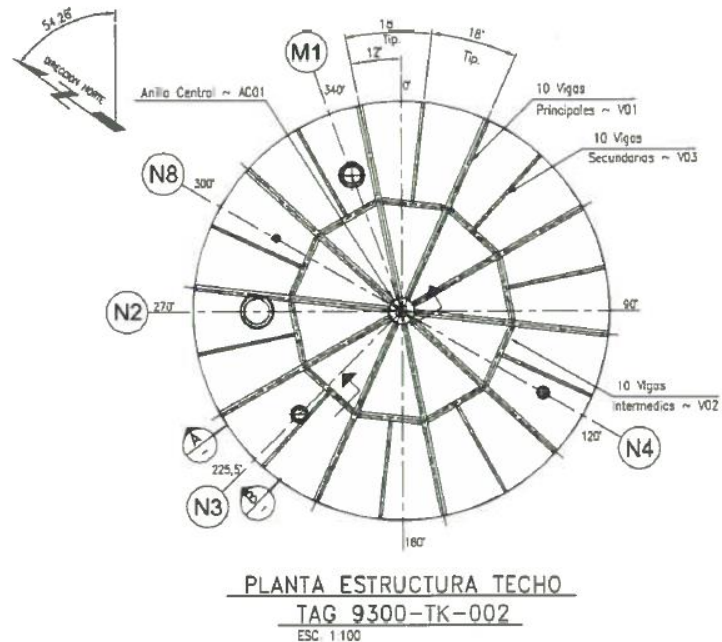 54.26°
DIRECCION NORTE
M1
18°
Tip.
12°
18°
Tip.
340°
0°
Anillo Central ~ AC01
10 Vigas
Principales ~ V01
10 Vigas
Secundarias ~ V03
N8
300°
N2
270°
90°
10 Vigas
Intermedias ~ V02
A
225,5°
N3
B
120°
N4
180°
PLANTA ESTRUCTURA TECHO
TAG 9300-TK-002
ESC. 1:100